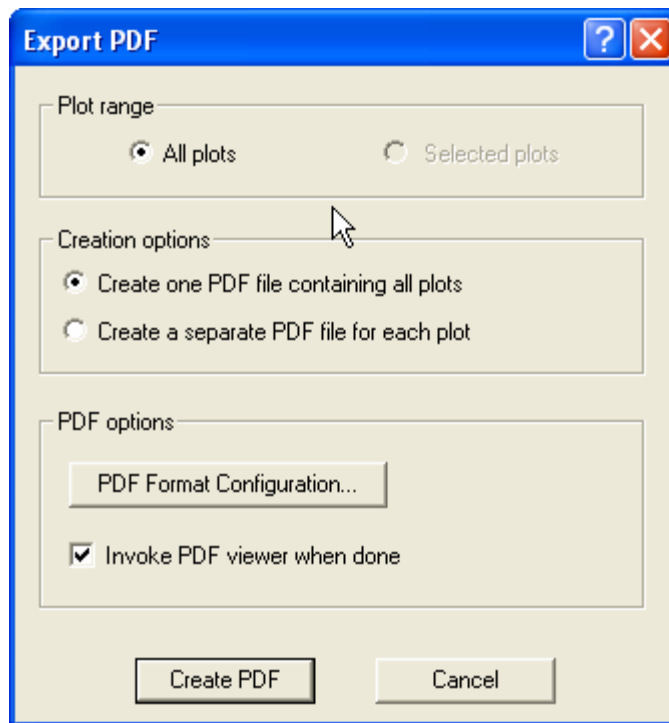 Export PDF
Plot range
All plots Selected plots
Creation options
Create one PDF file containing all plots
Create a separate PDF file for each plot
PDF options
PDF Format Configuration...
Invoke PDF viewer when done
Create PDF Cancel